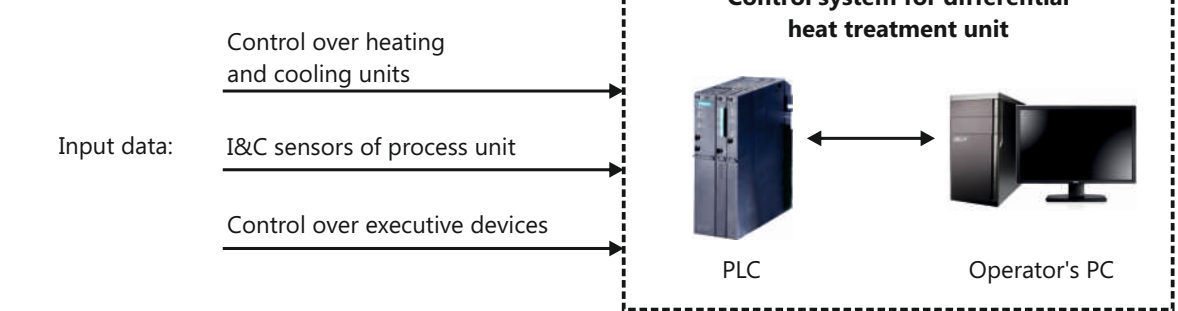 Control system for differential
heat treatment unit
Control over heating
and cooling units
Input data:
I&C sensors of process unit
Control over executive devices
PLC
Operator's PC